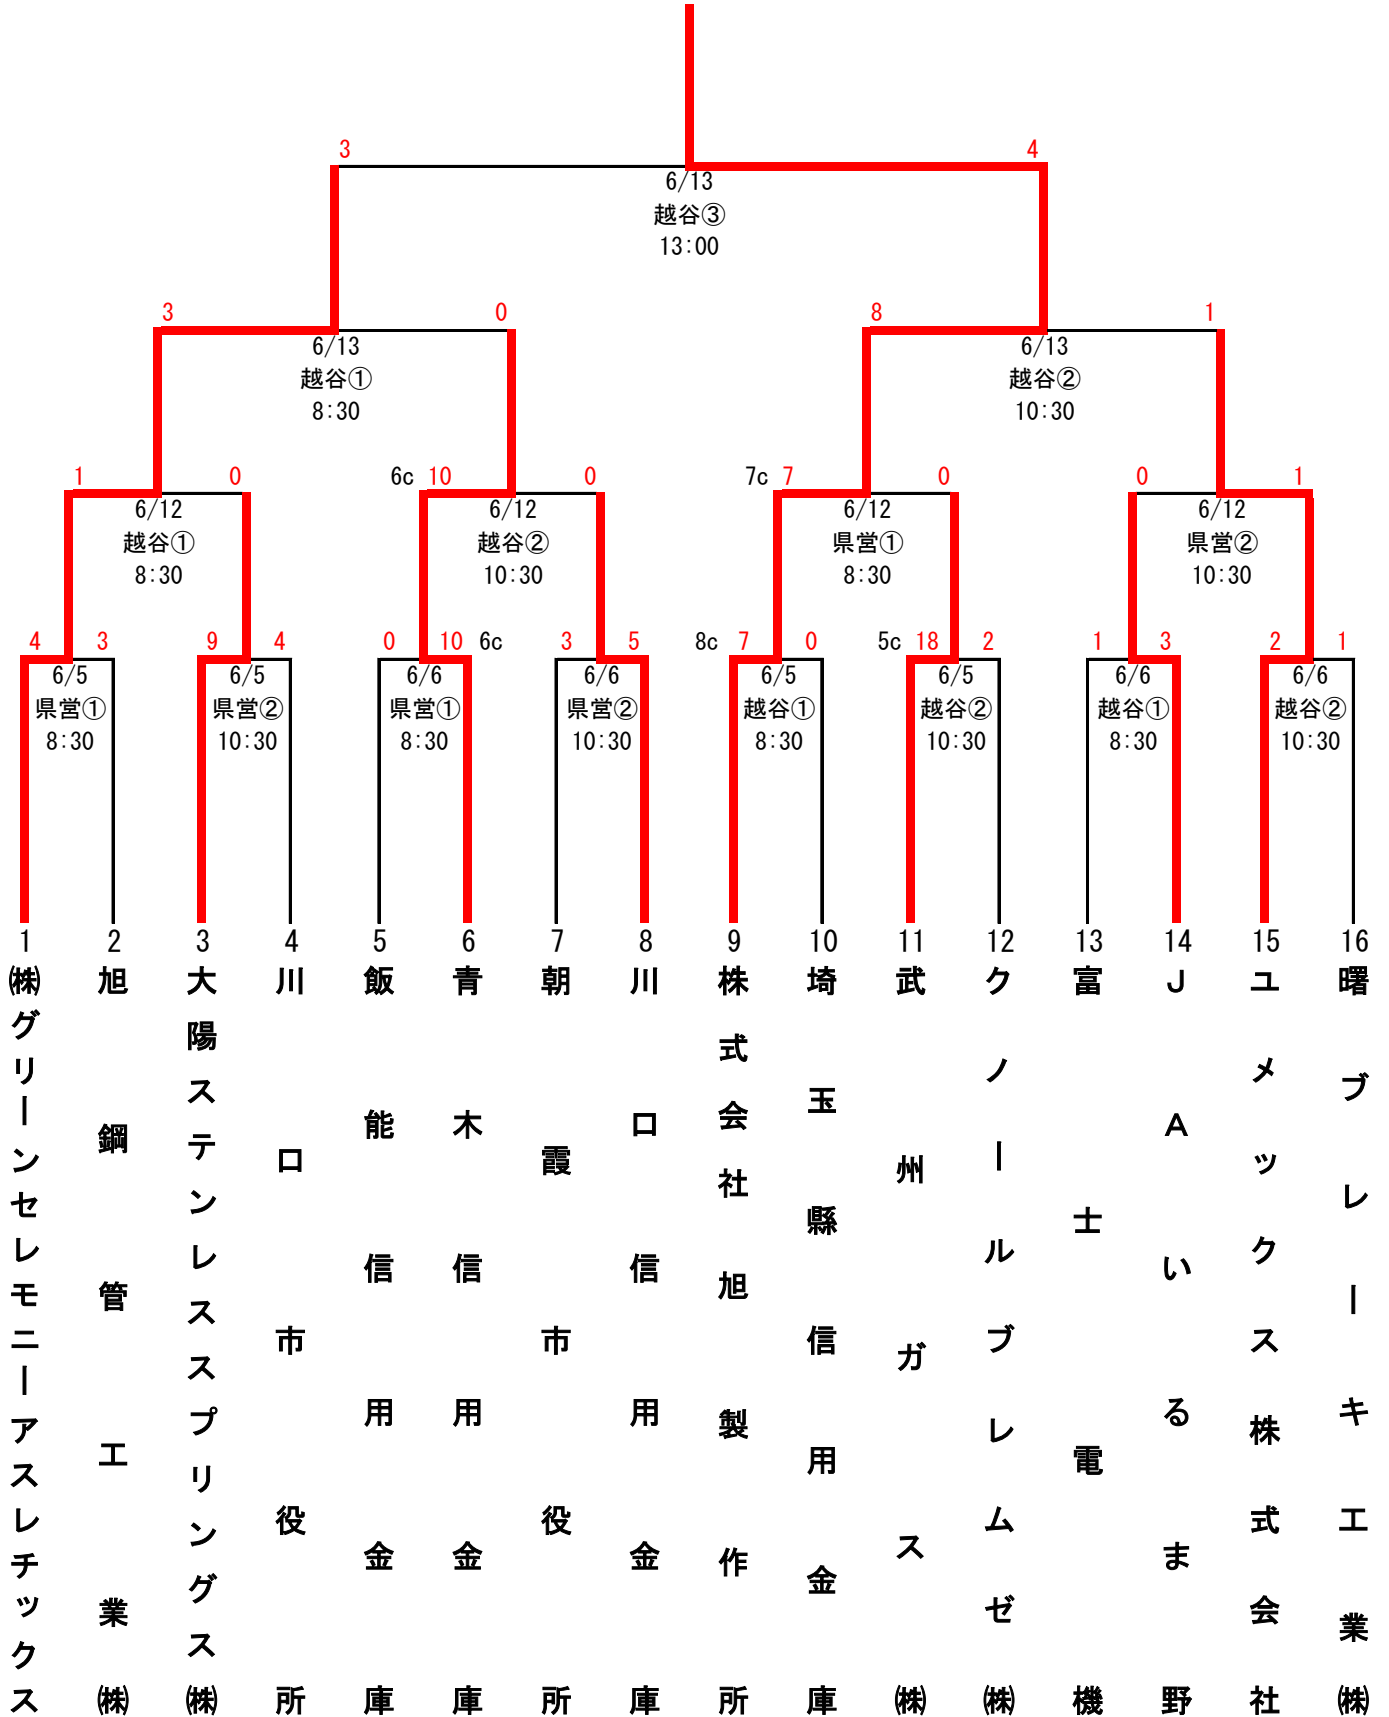 3 4
6/13
越谷③
13:00
3 0 8 1
6/13 6/13
越谷① 越谷②
8:30 10:30
1 0 6c 10 0 7c 7 0 0 1
6/12 6/12 6/12 6/12
越谷① 越谷② 県営① 県営②
8:30 10:30 8:30 10:30
4 3 9 4 0 10 6c 3 5 8c 7 0 5c 18 2 1 3 2 1
6/5 6/5 6/6 6/6 6/5 6/5 6/6 6/6
県営① 県営② 県営① 県営② 越谷① 越谷② 越谷① 越谷②
8:30 10:30 8:30 10:30 8:30 10:30 8:30 10:30
1 2 3 4 5 6 7 8 9 10 11 12 13 14 15 16
㈱グリーンセレモニーアスレチックス
旭鋼管工業㈱
大陽ステンレススプリングス㈱
川口市役所
飯能信用金庫
青木信用金庫
朝霞市役所
川口信用金庫
株式会社旭製作所
埼玉縣信用金庫
武州ガス㈱
クノールブレムゼ㈱
富士電機
JAいるま野
ユメックス株式会社
曙ブレーキ工業㈱